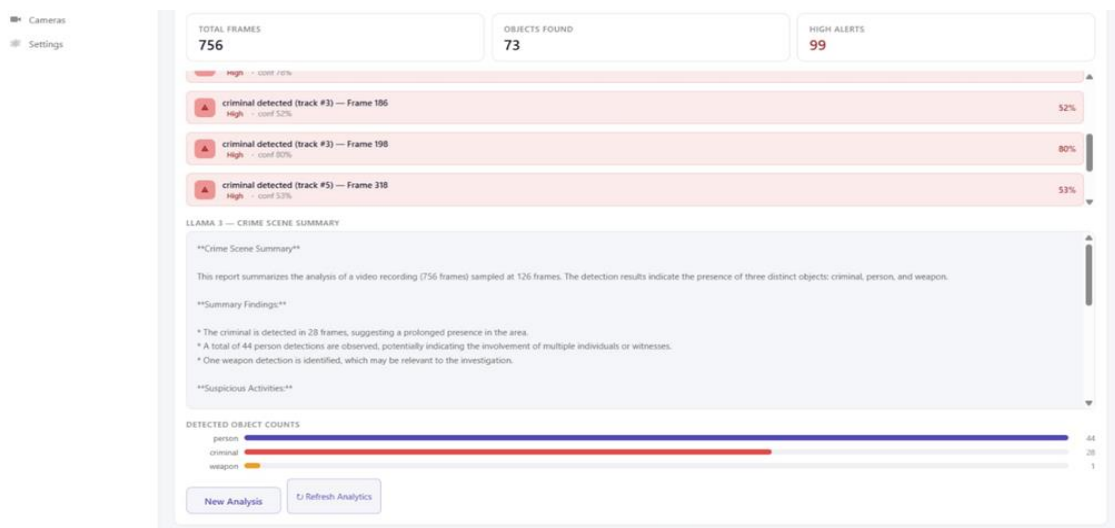 Cameras
Settings
TOTAL FRAMES
756
OBJECTS FOUND
73
HIGH ALERTS
99
High - conf 78%
criminal detected (track #3) — Frame 186
High - conf 52%
52%
criminal detected (track #3) — Frame 198
High - conf 80%
80%
criminal detected (track #5) — Frame 318
High - conf 53%
53%
LLAMA 3 — CRIME SCENE SUMMARY
**Crime Scene Summary**
This report summarizes the analysis of a video recording (756 frames) sampled at 126 frames. The detection results indicate the presence of three distinct objects: criminal, person, and weapon.
**Summary Findings:**
* The criminal is detected in 28 frames, suggesting a prolonged presence in the area.
* A total of 44 person detections are observed, potentially indicating the involvement of multiple individuals or witnesses.
* One weapon detection is identified, which may be relevant to the investigation.
**Suspicious Activities:**
DETECTED OBJECT COUNTS
person 44
criminal 28
weapon 1
New Analysis
↻ Refresh Analytics